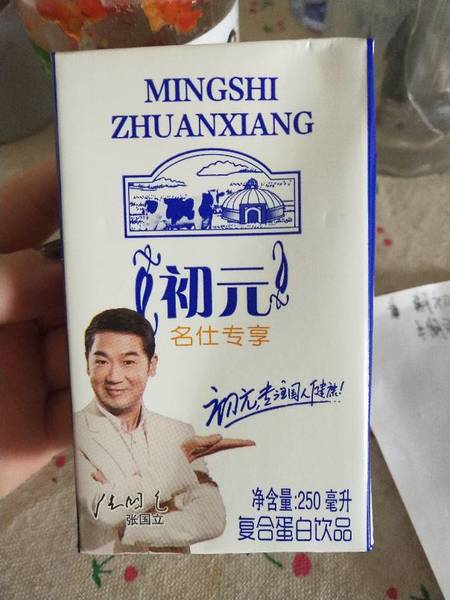 MINGSHI
ZHUANXIANG
初元
名仕专享
初元,专注国人健康!
张国立
净含量:250 毫升
复合蛋白饮品